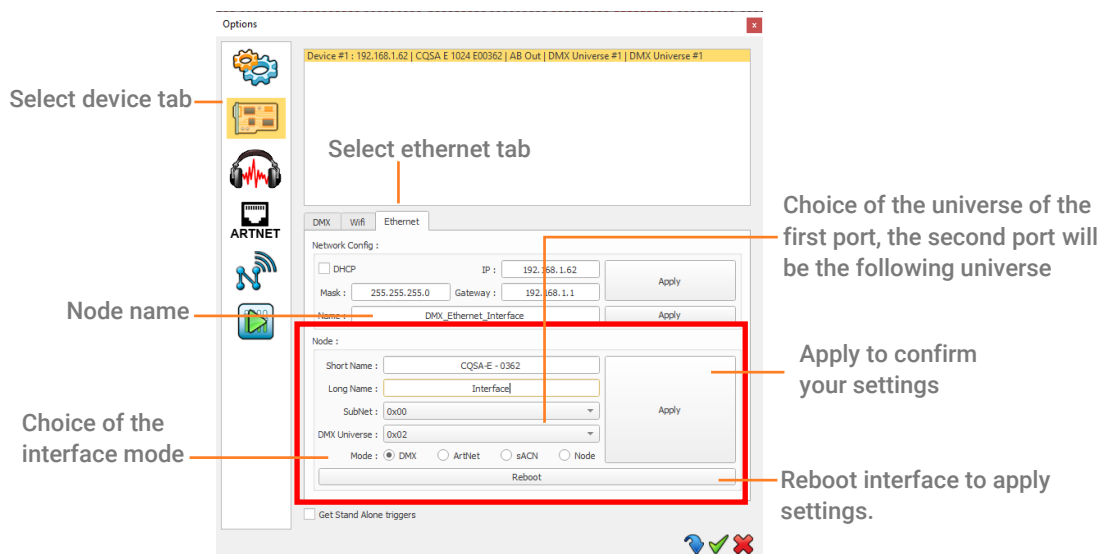 Options
x
Device #1 : 192.168.1.62 | CQSA E 1024 E00362 | AB Out | DMX Universe #1 | DMX Universe #1
Select device tab
Select ethernet tab
ARTNET
DMX Wifi Ethernet
Choice of the universe of the
first port, the second port will
be the following universe
Network Config :
DHCP IP : 192.168.1.62 Apply
Mask : 255.255.255.0 Gateway : 192.168.1.1
Node name
Name : DMX_Ethernet_Interface Apply
Node :
Short Name : CQSA-E - 0362
Long Name : Interface
SubNet : 0x00 Apply
DMX Universe : 0x02
Mode : DMX ArtNet sACN Node
Reboot
Apply to confirm
your settings
Choice of the
interface mode
Reboot interface to apply
settings.
Get Stand Alone triggers